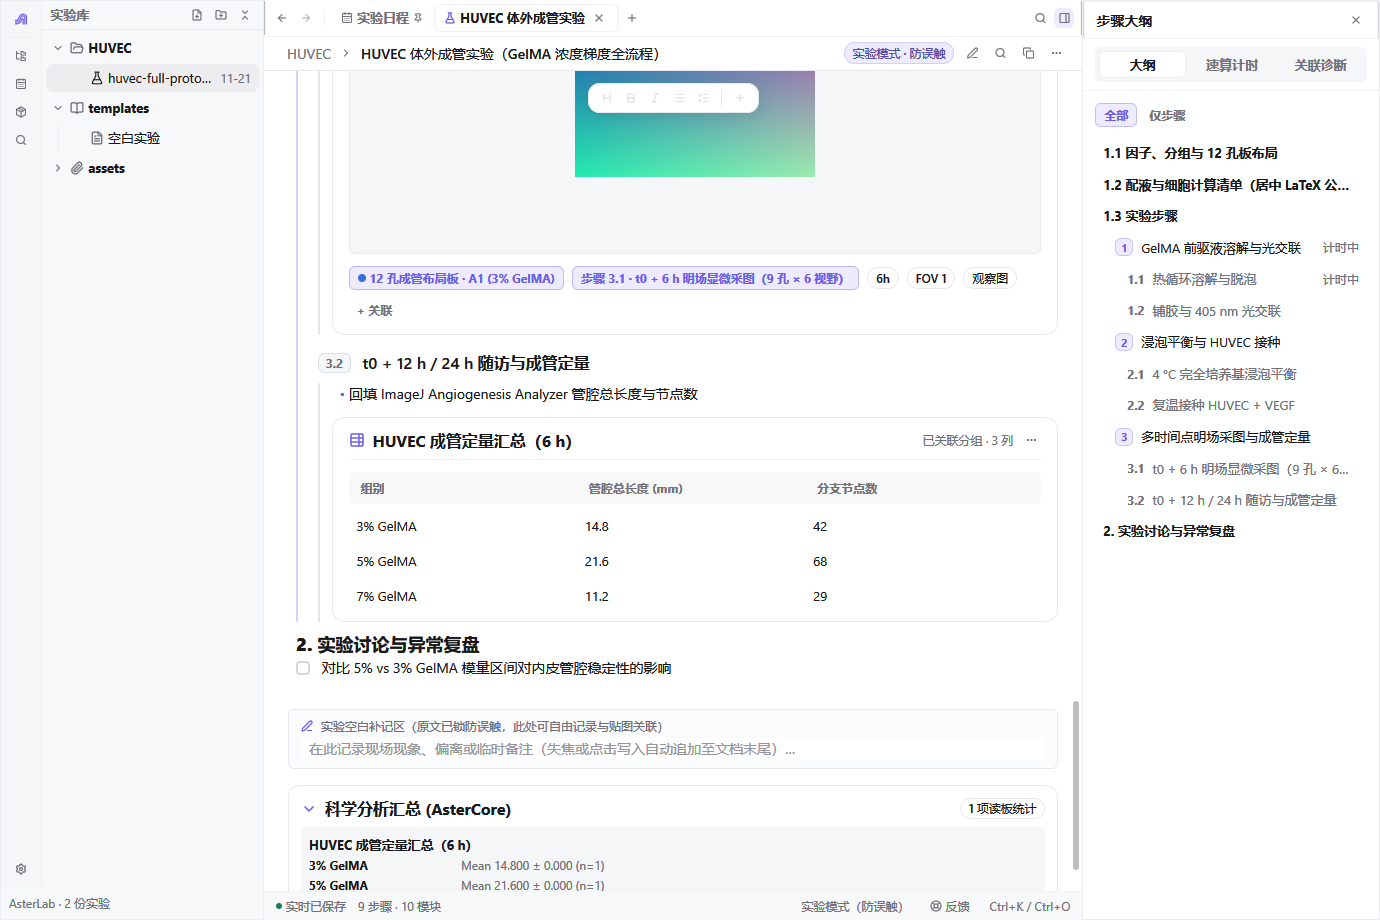 实验库
HUVEC
huvec-full-proto... 11-21
templates
空白实验
assets
AsterLab · 2 份实验
实验日程
HUVEC 体外成管实验
HUVEC > HUVEC 体外成管实验（GelMA 浓度梯度全流程）
实验模式 · 防误触
H B I
12 孔成管布局板 · A1 (3% GelMA)
步骤 3.1 · t0 + 6 h 明场显微采图（9 孔 × 6 视野）
6h
FOV 1
观察图
+ 关联
3.2 t0 + 12 h / 24 h 随访与成管定量
• 回填 ImageJ Angiogenesis Analyzer 管腔总长度与节点数
HUVEC 成管定量汇总（6 h）
已关联分组 · 3 列
组别 管腔总长度 (mm) 分支节点数
3% GelMA 14.8 42
5% GelMA 21.6 68
7% GelMA 11.2 29
2. 实验讨论与异常复盘
对比 5% vs 3% GelMA 模量区间对内皮管腔稳定性的影响
实验空白补记区（原文已锁防误触，此处可自由记录与贴图关联）
在此记录现场现象、偏离或临时备注（失焦或点击写入自动追加至文档末尾）...
科学分析汇总 (AsterCore)
1 项读板统计
HUVEC 成管定量汇总（6 h）
3% GelMA Mean 14.800 ± 0.000 (n=1)
5% GelMA Mean 21.600 ± 0.000 (n=1)
实时已保存 9 步骤 · 10 模块
实验模式（防误触）
反馈
Ctrl+K / Ctrl+O
步骤大纲
大纲 速算计时 关联诊断
全部 仅步骤
1.1 因子、分组与 12 孔板布局
1.2 配液与细胞计算清单（居中 LaTeX 公...
1.3 实验步骤
1 GelMA 前驱液溶解与光交联 计时中
1.1 热循环溶解与脱泡 计时中
1.2 铺胶与 405 nm 光交联
2 浸泡平衡与 HUVEC 接种
2.1 4 °C 完全培养基浸泡平衡
2.2 复温接种 HUVEC + VEGF
3 多时间点明场采图与成管定量
3.1 t0 + 6 h 明场显微采图（9 孔 × 6...
3.2 t0 + 12 h / 24 h 随访与成管定量
2. 实验讨论与异常复盘